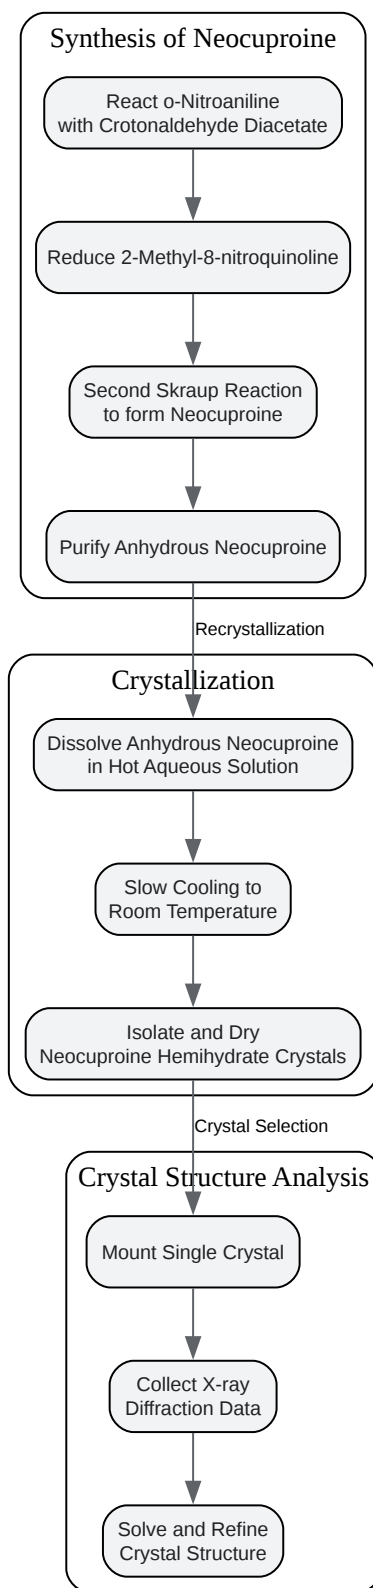 Synthesis of Neocuproine
React o-Nitroaniline
with Crotonaldehyde Diacetate
Reduce 2-Methyl-8-nitroquinoline
Second Skraup Reaction
to form Neocuproine
Purify Anhydrous Neocuproine
Recrystallization
Crystallization
Dissolve Anhydrous Neocuproine
in Hot Aqueous Solution
Slow Cooling to
Room Temperature
Isolate and Dry
Neocuproine Hemihydrate Crystals
Crystal Selection
Crystal Structure Analysis
Mount Single Crystal
Collect X-ray
Diffraction Data
Solve and Refine
Crystal Structure